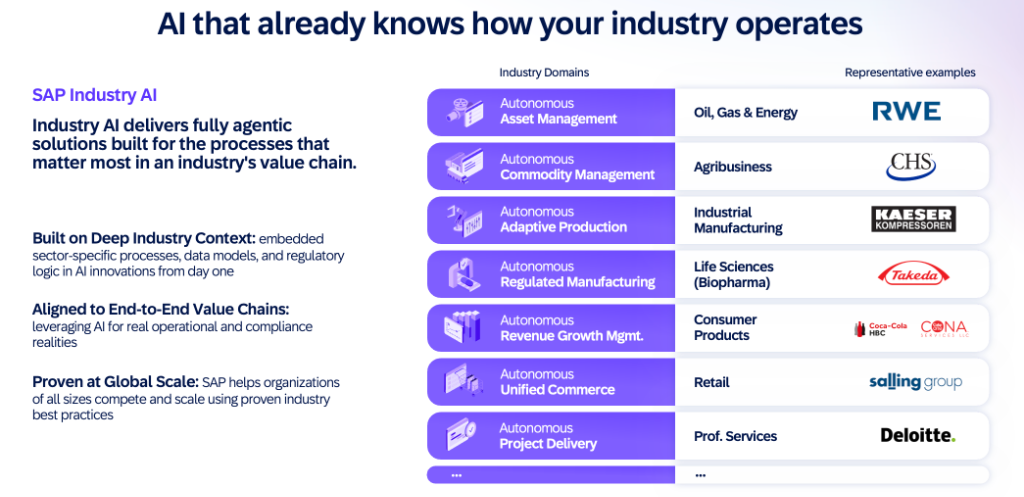 AI that already knows how your industry operates
SAP Industry AI
Industry AI delivers fully agentic
solutions built for the processes that
matter most in an industry's value chain.
Built on Deep Industry Context: embedded
sector-specific processes, data models, and regulatory
logic in AI innovations from day one
Aligned to End-to-End Value Chains:
leveraging AI for real operational and compliance
realities
Proven at Global Scale: SAP helps organizations
of all sizes compete and scale using proven industry
best practices
Industry Domains
Representative examples
Autonomous
Asset Management
Oil, Gas & Energy
RWE
Autonomous
Commodity Management
Agribusiness
CHS
Autonomous
Adaptive Production
Industrial
Manufacturing
KAESER
KOMPRESSOREN
Autonomous
Regulated Manufacturing
Life Sciences
(Biopharma)
Takeda
Autonomous
Revenue Growth Mgmt.
Consumer
Products
Coca-Cola
HBC
CONA
SERVICES LLC
Autonomous
Unified Commerce
Retail
salling group
Autonomous
Project Delivery
Prof. Services
Deloitte.
...
...